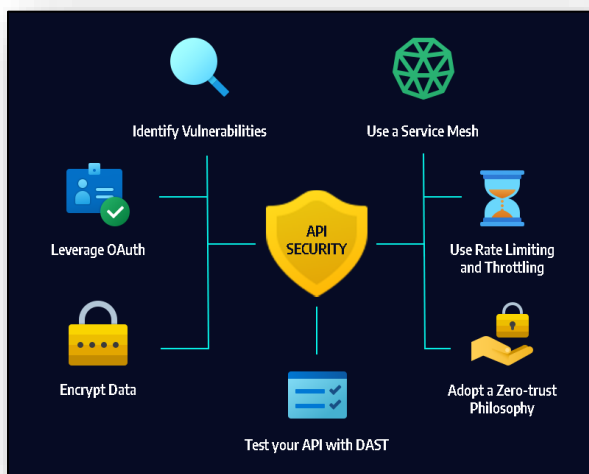 Identify Vulnerabilities
Use a Service Mesh
Leverage OAuth
API
SECURITY
Use Rate Limiting
and Throttling
Encrypt Data
Adopt a Zero-trust
Philosophy
Test your API with DAST